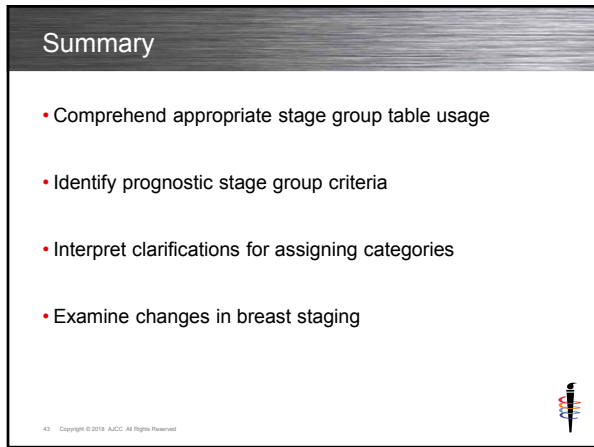 Summary
• Comprehend appropriate stage group table usage
• Identify prognostic stage group criteria
• Interpret clarifications for assigning categories
• Examine changes in breast staging
43 Copyright © 2018 AJCC All Rights Reserved